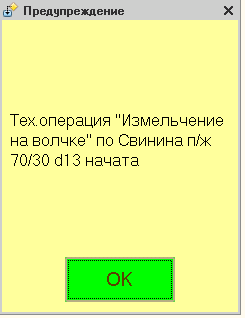 Предупреждение
Тех.операция "Измельчение
на волчке" по Свинина п/ж
70/30 d13 начата
OK